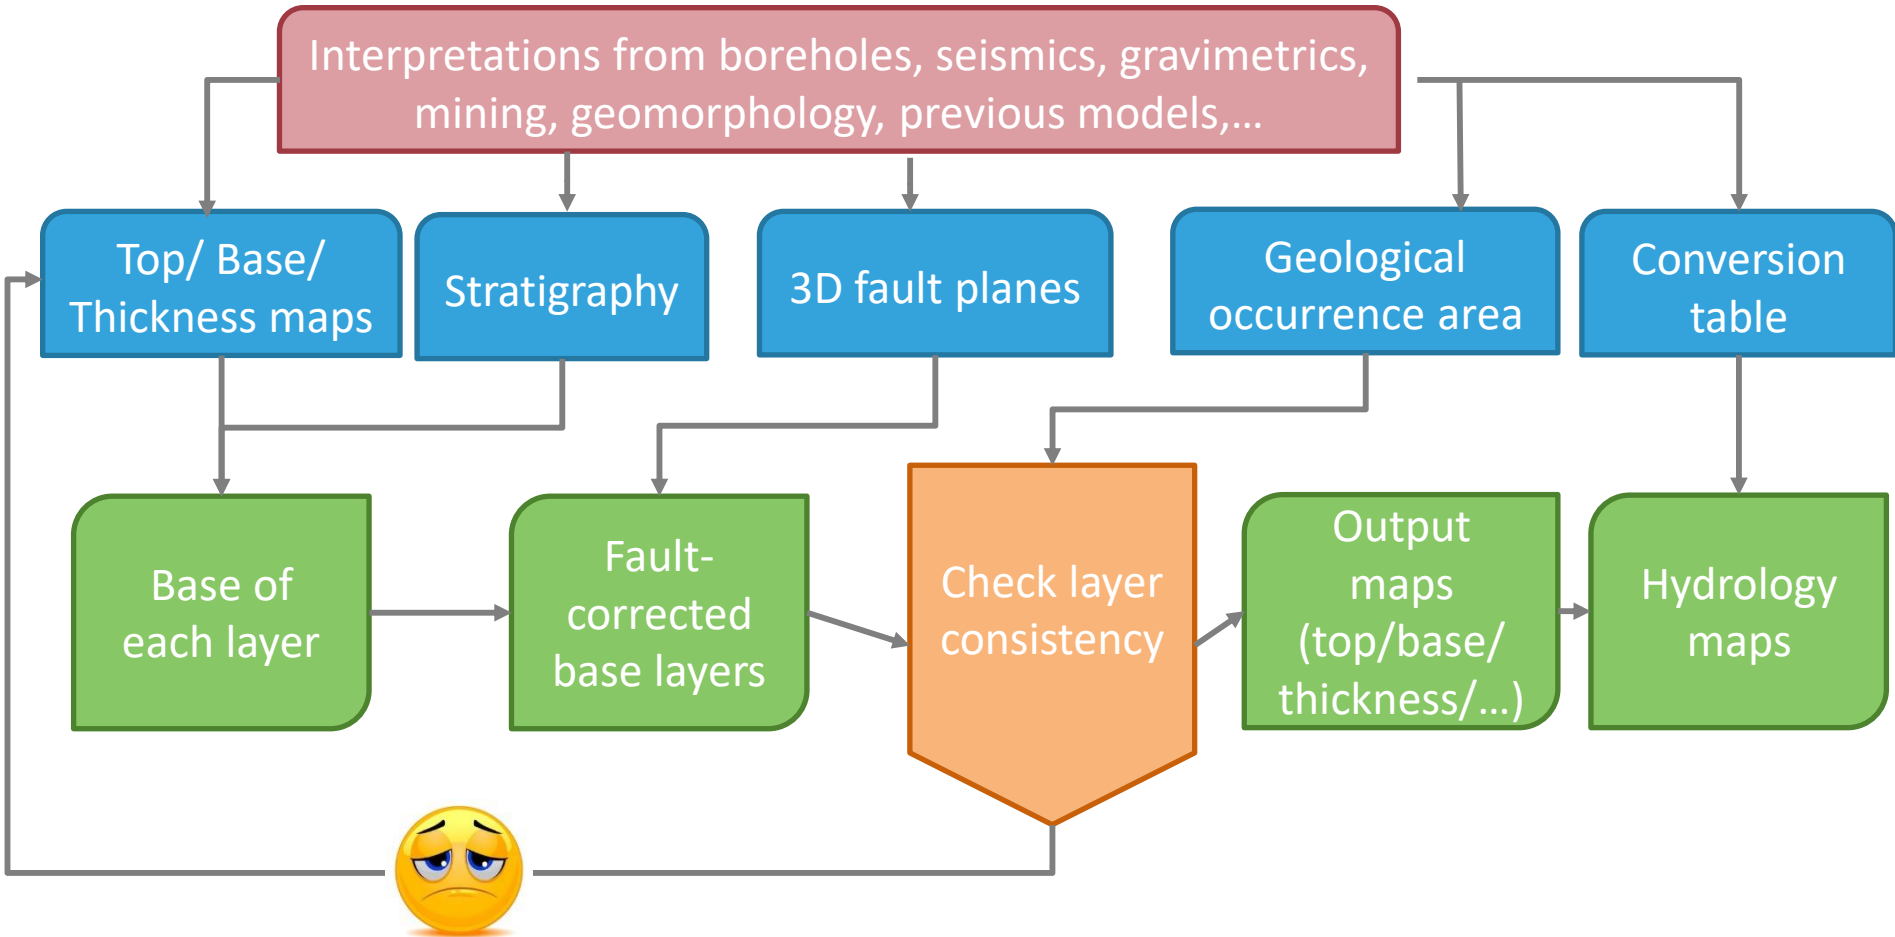 Interpretations from boreholes, seismics, gravimetrics,
mining, geomorphology, previous models,...
Top/ Base/
Thickness maps
Stratigraphy
3D fault planes
Geological
occurrence area
Conversion
table
Base of
each layer
Fault-
corrected
base layers
Check layer
consistency
Output
maps
(top/base/
thickness/...)
Hydrology
maps